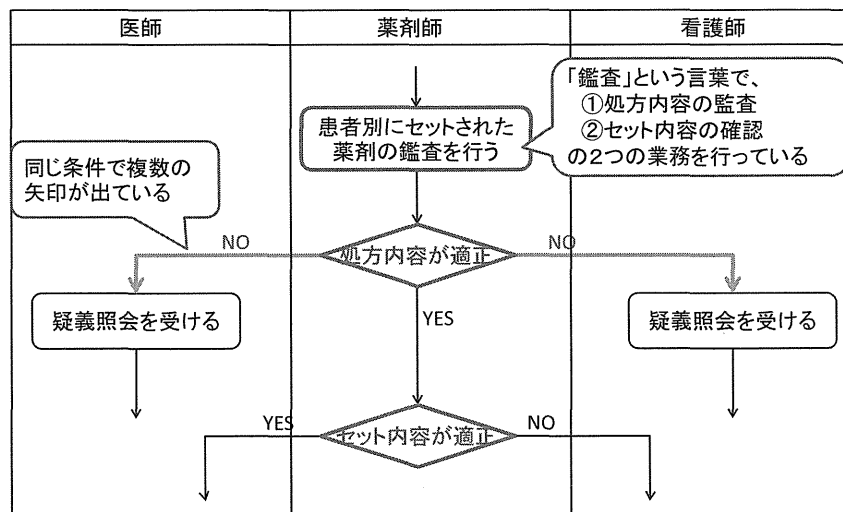 医師
薬剤師
看護師
患者別にセットされた
薬剤の鑑査を行う
「鑑査」という言葉で、
①処方内容の監査
②セット内容の確認
の2つの業務を行っている
同じ条件で複数の
矢印が出ている
NO
処方内容が適正
NO
疑義照会を受ける
YES
疑義照会を受ける
YES
セット内容が適正
NO